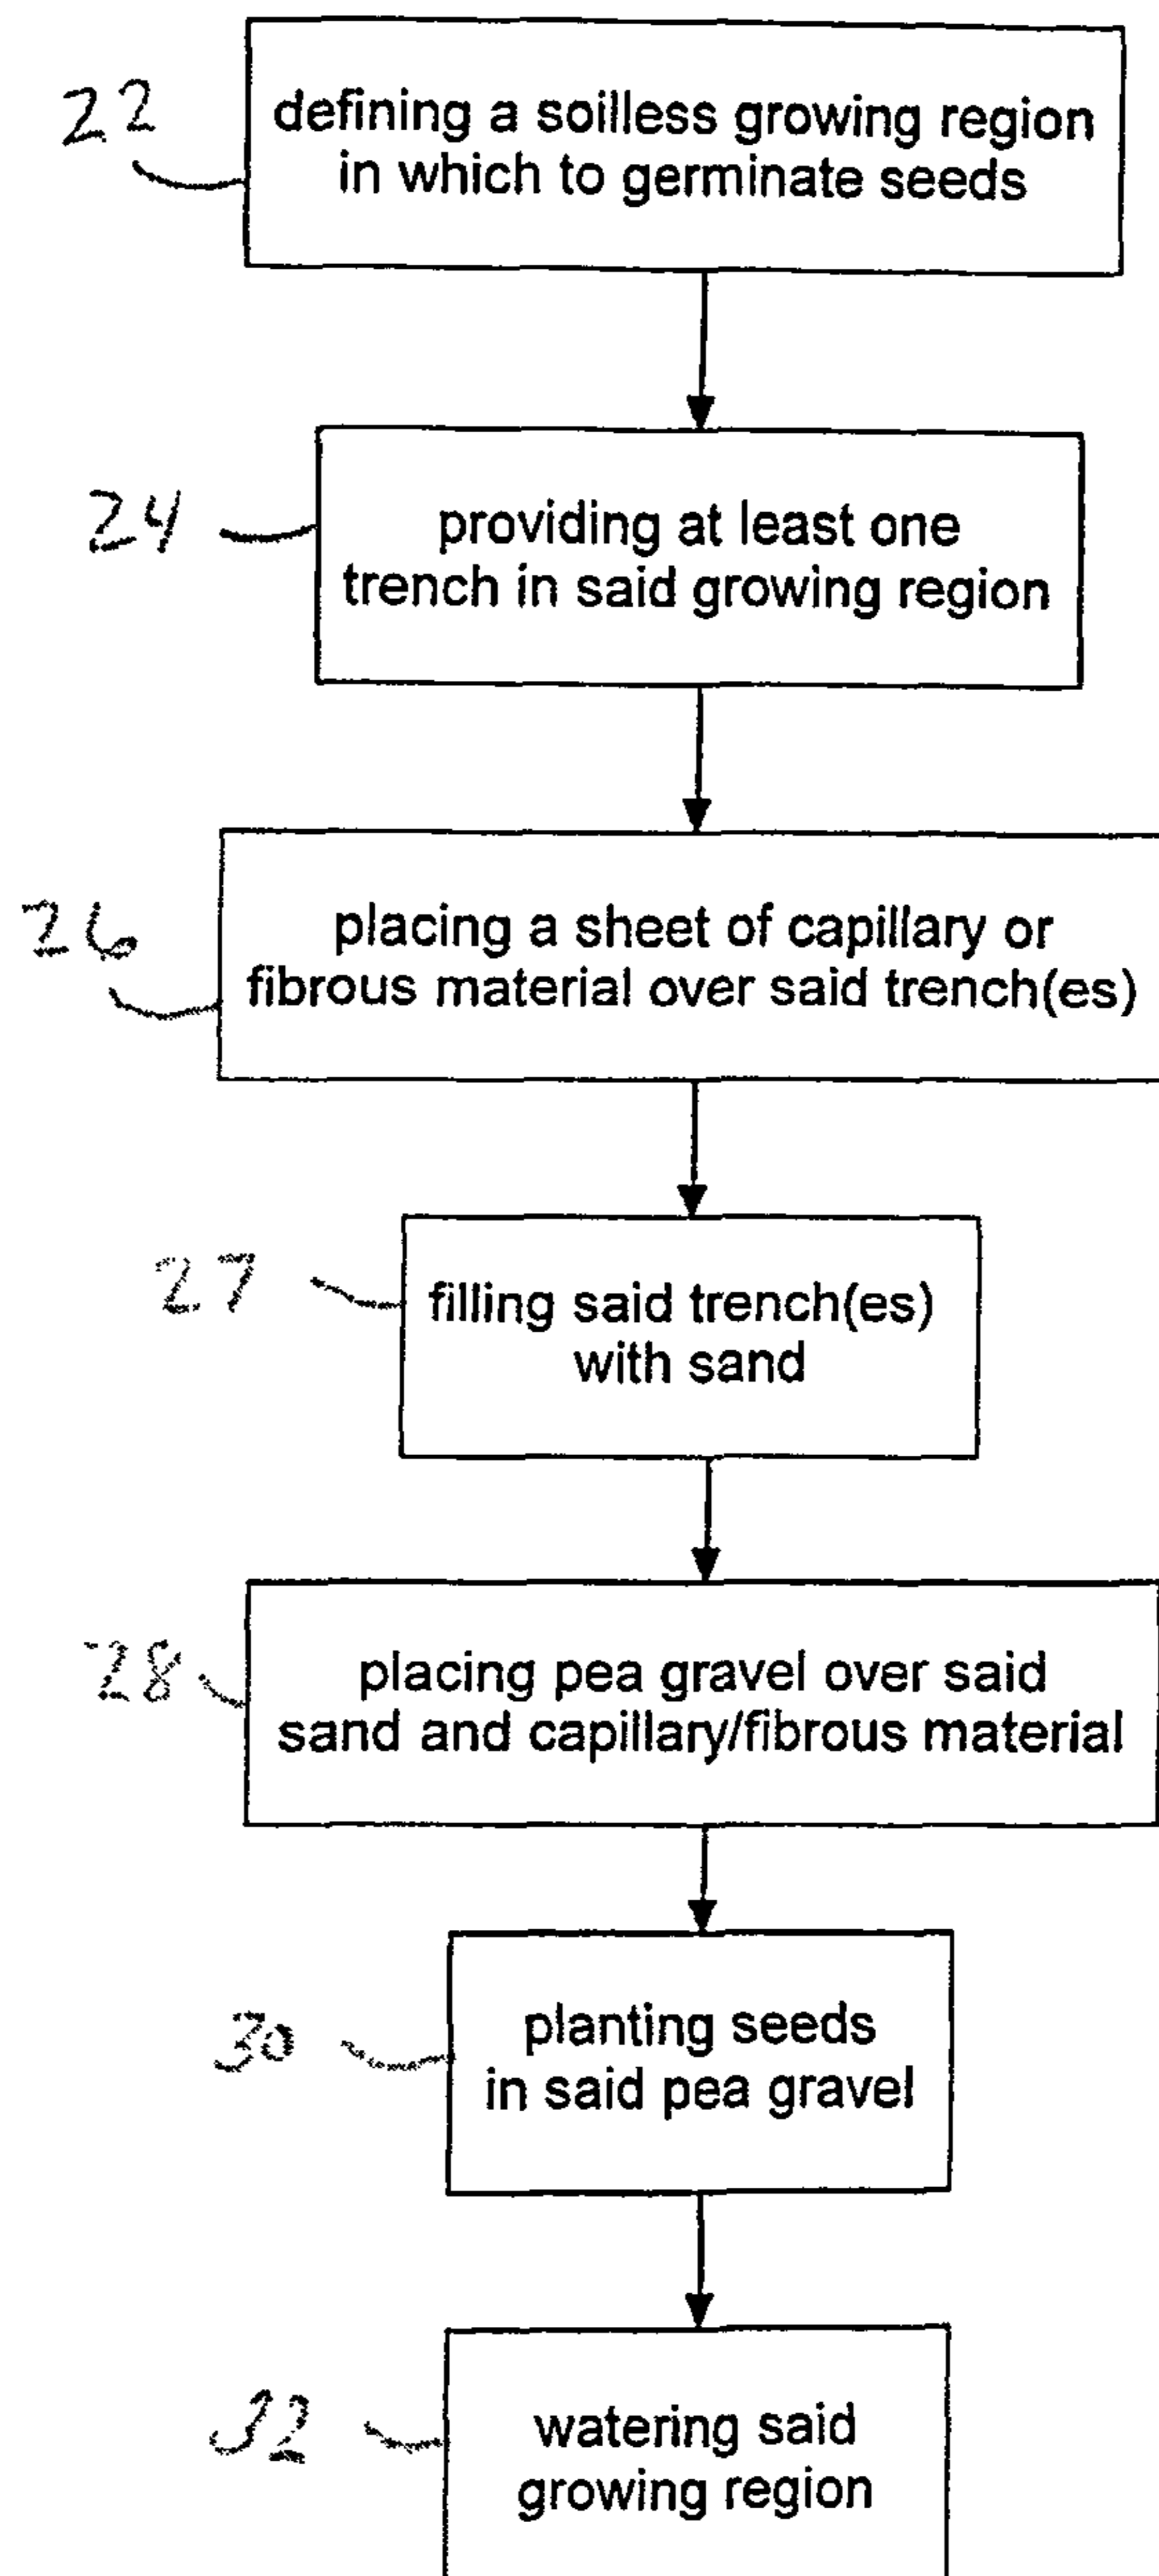 22
defining a soilless growing region
in which to germinate seeds
24
providing at least one
trench in said growing region
26
placing a sheet of capillary or
fibrous material over said trench(es)
27
filling said trench(es)
with sand
28
placing pea gravel over said
sand and capillary/fibrous material
30
planting seeds
in said pea gravel
32
watering said
growing region